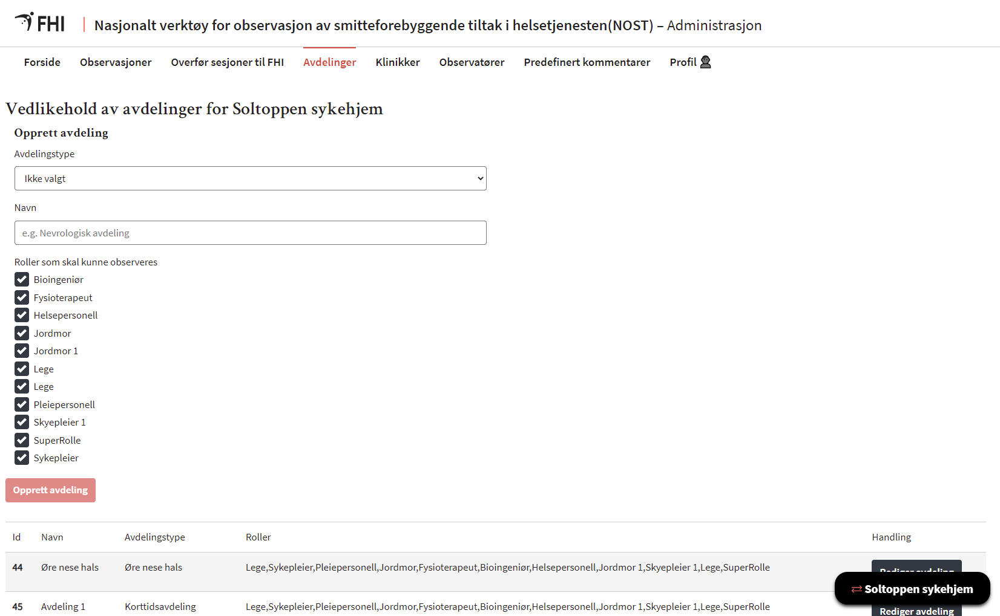 FHI
Nasjonalt verktøy for observasjon av smitteforebyggende tiltak i helsetjenesten(NOST) – Administrasjon
Forside Observasjoner Overfør sesjoner til FHI Avdelinger Klinikker Observatører Predefinert kommentarer Profil
Vedlikehold av avdelinger for Soltoppen sykehjem
Opprett avdeling
Avdelingstype
Ikke valgt
Navn
e.g. Nevrologisk avdeling
Roller som skal kunne observeres
Bioingeniør
Fysioterapeut
Helsepersonell
Jordmor
Jordmor 1
Lege
Lege
Pleiepersonell
Skyepleier 1
SuperRolle
Sykepleier
Opprett avdeling
Id Navn Avdelingstype Roller Handling
44 Øre nese hals Øre nese hals Lege,Sykepleier,Pleiepersonell,Jordmor,Fysioterapeut,Bioingeniør,Helsepersonell,Jordmor 1,Skyepleier 1,Lege,SuperRolle Rediger avdeling
Soltoppen sykehjem
45 Avdeling 1 Korttidsavdeling Lege,Sykepleier,Pleiepersonell,Jordmor,Fysioterapeut,Bioingeniør,Helsepersonell,Jordmor 1,Skyepleier 1,Lege,SuperRolle Rediger avdeling